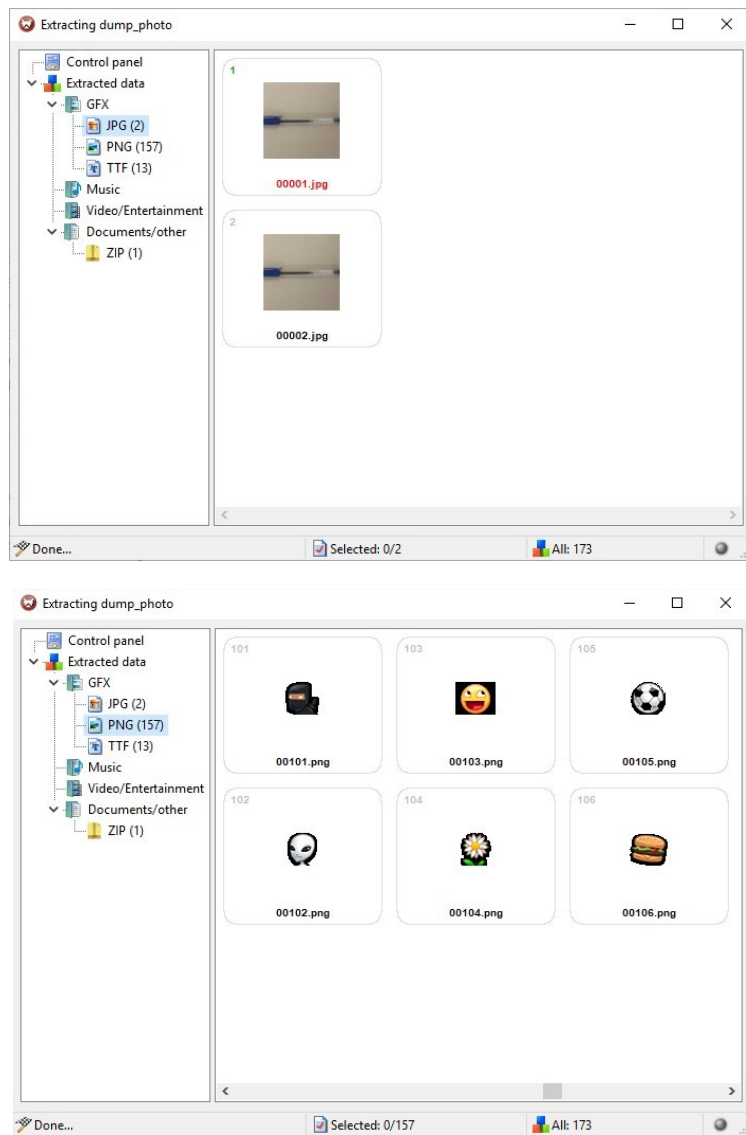 Extracting dump_photo
Control panel
Extracted data
GFX
JPG (2)
PNG (157)
TTF (13)
Music
Video/Entertainment
Documents/other
ZIP (1)
1
00001.jpg
2
00002.jpg
Done...
Selected: 0/2
All: 173
Extracting dump_photo
Control panel
Extracted data
GFX
JPG (2)
PNG (157)
TTF (13)
Music
Video/Entertainment
Documents/other
ZIP (1)
101 103 105
00101.png 00103.png 00105.png
102 104 106
00102.png 00104.png 00106.png
Done...
Selected: 0/157
All: 173